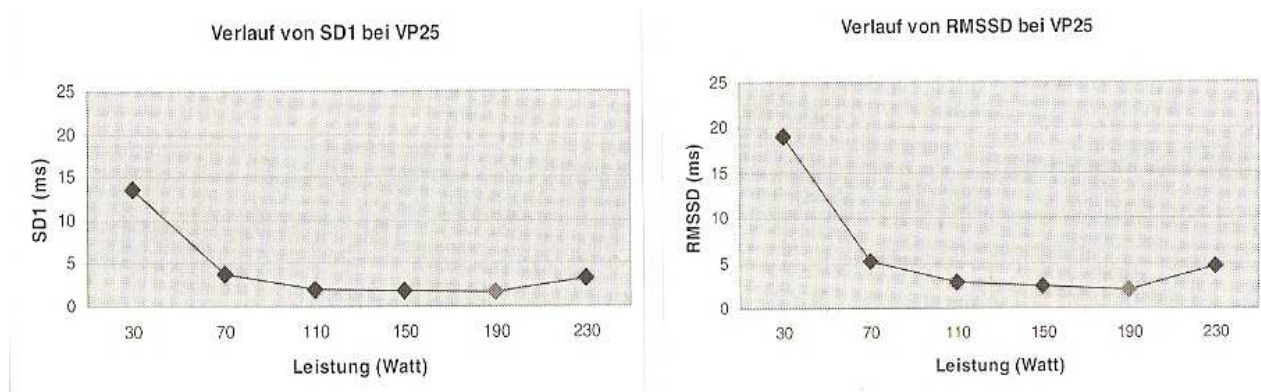 Verlauf von SD1 bei VP25
SD1 (ms)
25
20
15
10
5
0
30 70 110 150 190 230
Leistung (Watt)
Verlauf von RMSSD bei VP25
RMSSD (ms)
25
20
15
10
5
0
30 70 110 150 190 230
Leistung (Watt)